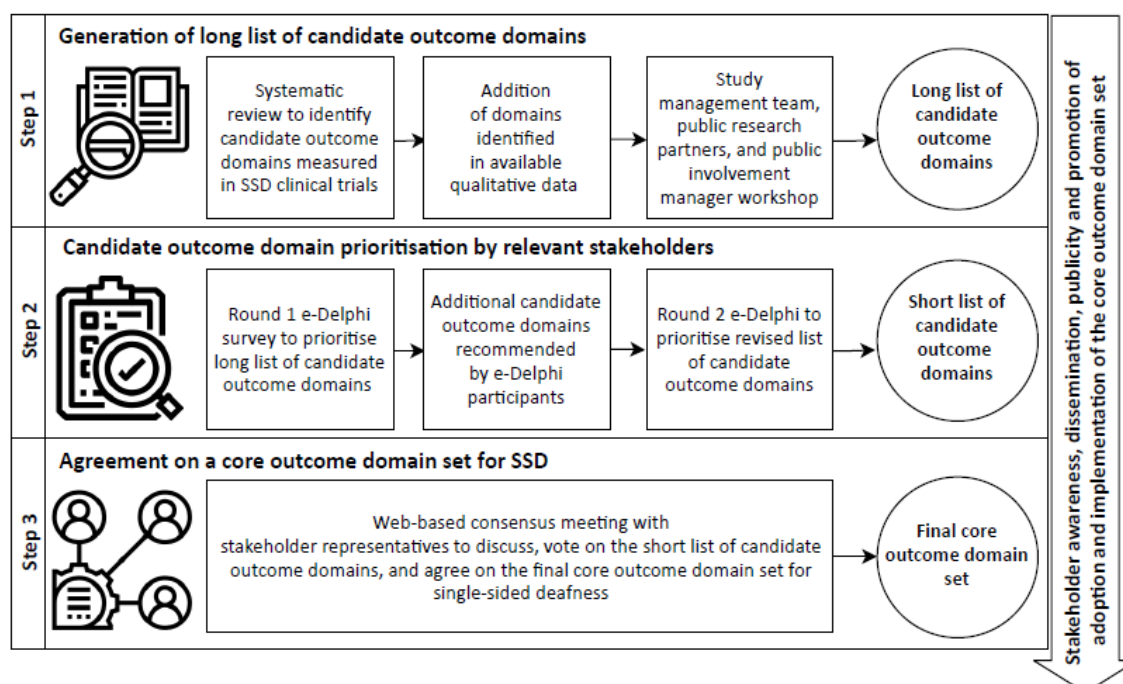 Step 1
Generation of long list of candidate outcome domains
Systematic
review to identify
candidate outcome
domains measured
in SSD clinical trials
Addition
of domains
identified
in available
qualitative data
Study
management team,
public research
partners, and public
involvement
manager workshop
Long list of
candidate
outcome
domains
Step 2
Candidate outcome domain prioritisation by relevant stakeholders
Round 1 e-Delphi
survey to prioritise
long list of candidate
outcome domains
Additional candidate
outcome domains
recommended
by e-Delphi
participants
Round 2 e-Delphi to
prioritise revised list
of candidate
outcome domains
Short list of
candidate
outcome
domains
Step 3
Agreement on a core outcome domain set for SSD
Web-based consensus meeting with
stakeholder representatives to discuss, vote on the short list of candidate
outcome domains, and agree on the final core outcome domain set for
single-sided deafness
Final core
outcome domain
set
Stakeholder awareness, dissemination, publicity and promotion of
adoption and implementation of the core outcome domain set